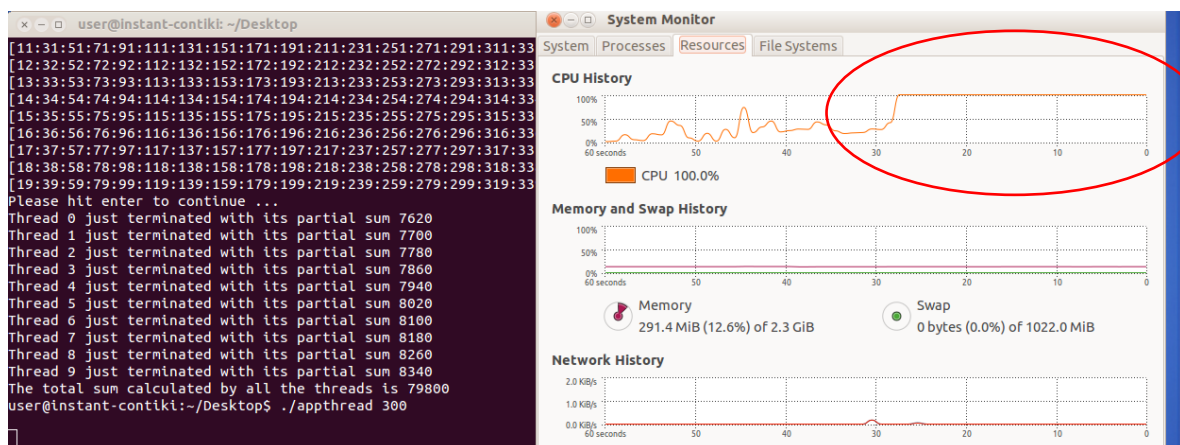 user@instant-contiki: ~/Desktop
[11:31:51:71:91:111:131:151:171:191:211:231:251:271:291:311:33
[12:32:52:72:92:112:132:152:172:192:212:232:252:272:292:312:33
[13:33:53:73:93:113:133:153:173:193:213:233:253:273:293:313:33
[14:34:54:74:94:114:134:154:174:194:214:234:254:274:294:314:33
[15:35:55:75:95:115:135:155:175:195:215:235:255:275:295:315:33
[16:36:56:76:96:116:136:156:176:196:216:236:256:276:296:316:33
[17:37:57:77:97:117:137:157:177:197:217:237:257:277:297:317:33
[18:38:58:78:98:118:138:158:178:198:218:238:258:278:298:318:33
[19:39:59:79:99:119:139:159:179:199:219:239:259:279:299:319:33
Please hit enter to continue ...
Thread 0 just terminated with its partial sum 7620
Thread 1 just terminated with its partial sum 7700
Thread 2 just terminated with its partial sum 7780
Thread 3 just terminated with its partial sum 7860
Thread 4 just terminated with its partial sum 7940
Thread 5 just terminated with its partial sum 8020
Thread 6 just terminated with its partial sum 8100
Thread 7 just terminated with its partial sum 8180
Thread 8 just terminated with its partial sum 8260
Thread 9 just terminated with its partial sum 8340
The total sum calculated by all the threads is 79800
user@instant-contiki:~/Desktop$ ./appthread 300
System Monitor
System Processes Resources File Systems
CPU History
100%
50%
0%
60 seconds 50 40 30 20 10 0
CPU 100.0%
Memory and Swap History
100%
50%
0%
60 seconds 50 40 30 20 10 0
Memory
291.4 MiB (12.6%) of 2.3 GiB
Swap
0 bytes (0.0%) of 1022.0 MiB
Network History
2.0 KiB/s
1.0 KiB/s
0.0 KiB/s
60 seconds 50 40 30 20 10 0